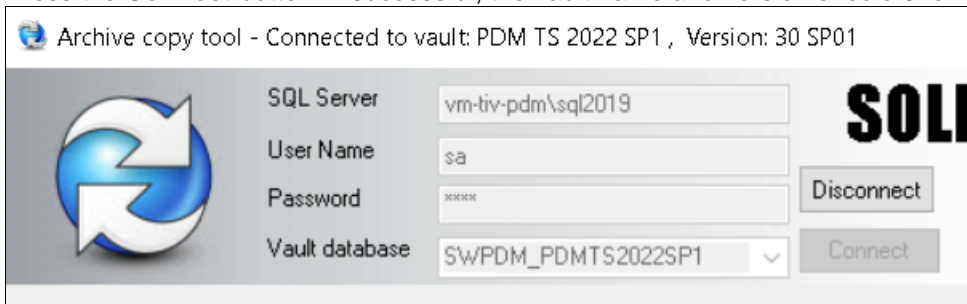 Archive copy tool - Connected to vault: PDM TS 2022 SP1 , Version: 30 SP01
SQL Server vm-tiv-pdm\sql2019
User Name sa
Password xxxx
Disconnect
Vault database SWPDM_PDMTS2022SP1 Connect